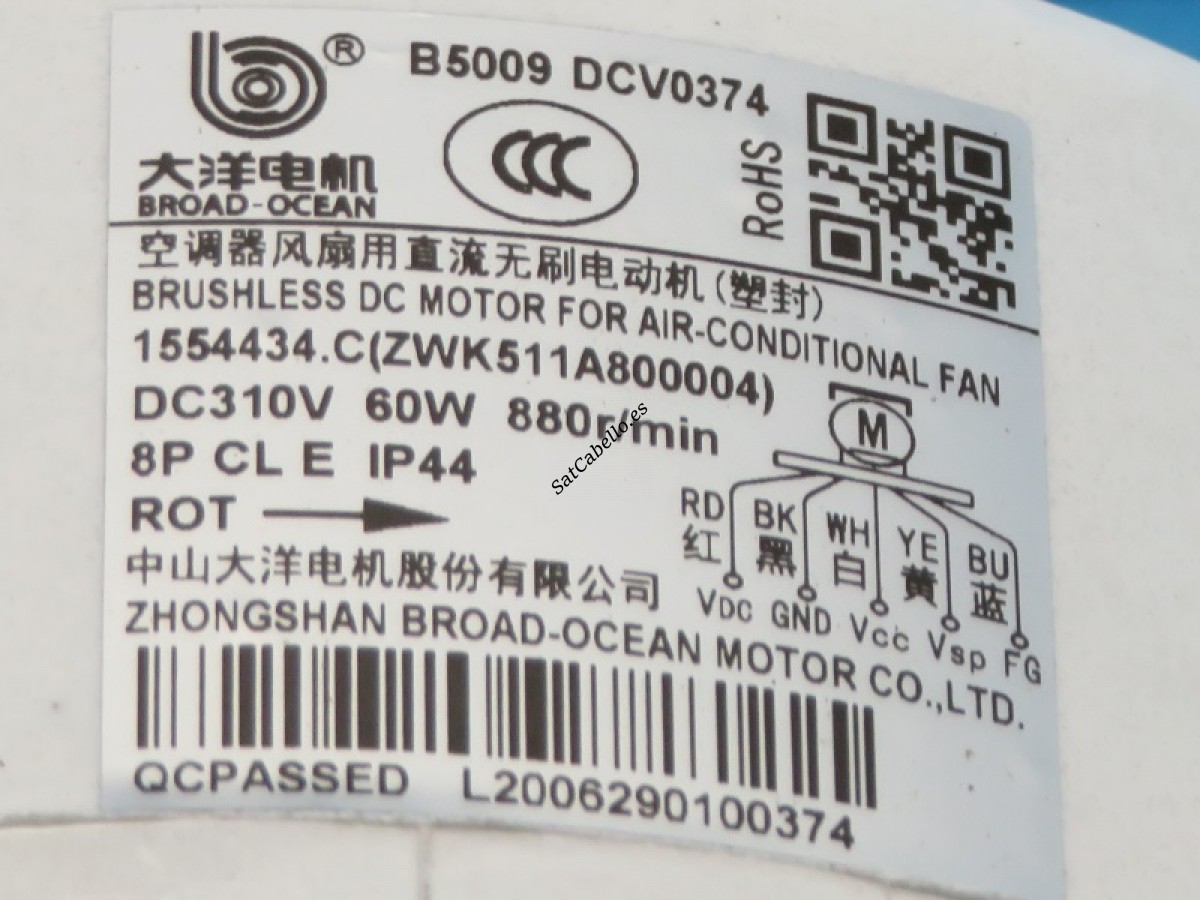 ® B5009 DCV0374
CCC
RoHS
大洋电机
BROAD-OCEAN
空调器风扇用直流无刷电动机(塑封)
BRUSHLESS DC MOTOR FOR AIR-CONDITIONAL FAN
1554434.C(ZWK511A800004)
DC310V 60W 880r/min
8P CL E IP44
ROT
M
RD BK WH YE BU
红 黑 白 黄 蓝
VDC GND Vcc Vsp FG
SatCabello.es
中山大洋电机股份有限公司
ZHONGSHAN BROAD-OCEAN MOTOR CO.,LTD.
QCPASSED L2006290100374